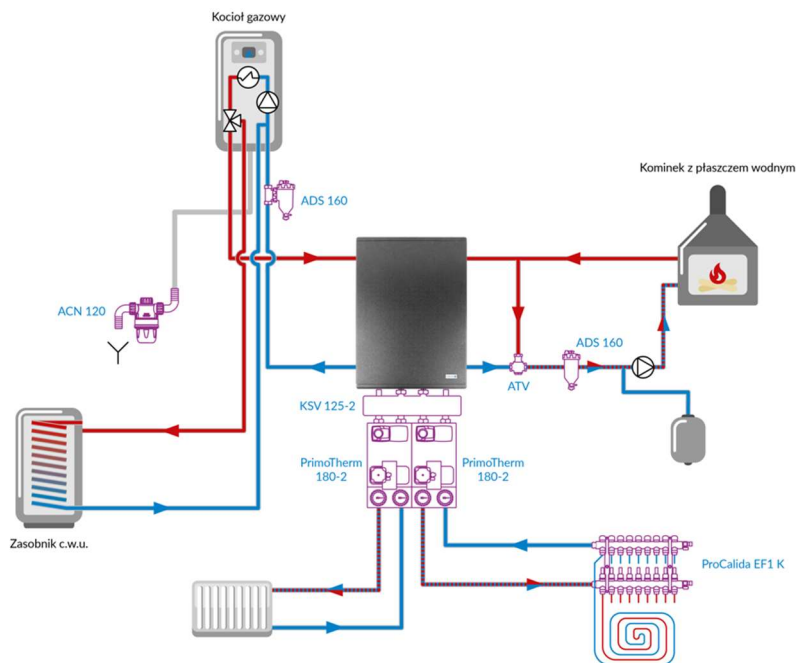 Kocioł gazowy
ADS 160
Kominek z płaszczem wodnym
ACN 120
ADS 160
ATV
KSV 125-2
PrimoTherm
180-2
PrimoTherm
180-2
Zasobnik c.w.u.
ProCalida EF1 K